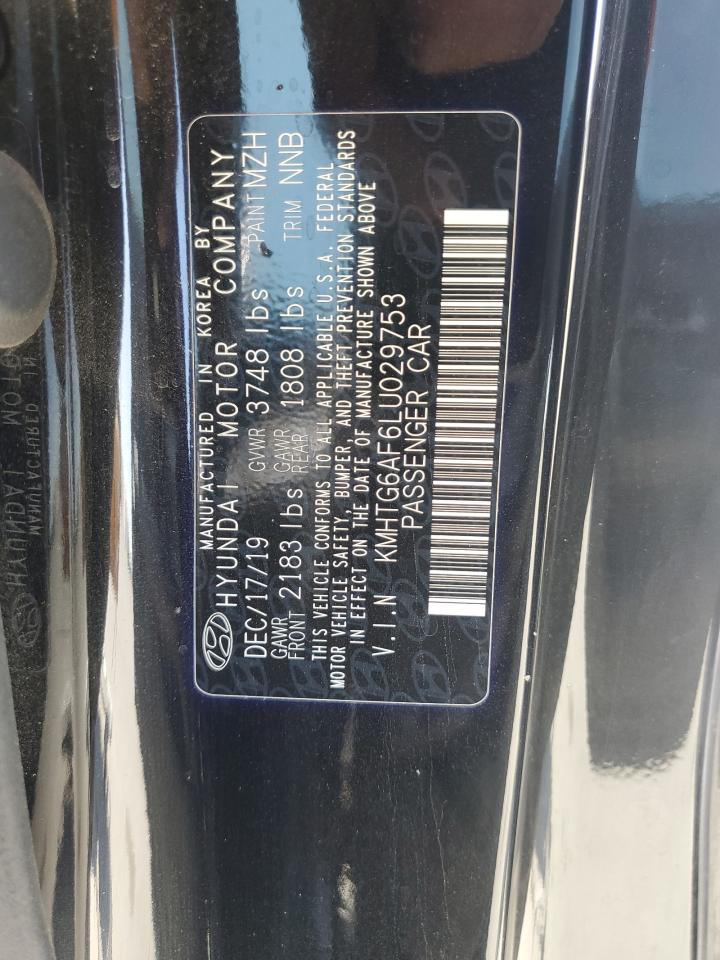 MANUFACTURED IN KOREA BY
HYUNDAI MOTOR COMPANY
DEC/17/19 GVWR 3748 lbs PAINT MZH
GAWR FRONT 2183 lbs GAWR REAR 1808 lbs TRIM NNB
THIS VEHICLE CONFORMS TO ALL APPLICABLE U.S.A. FEDERAL
MOTOR VEHICLE SAFETY, BUMPER, AND THEFT PREVENTION STANDARDS
IN EFFECT ON THE DATE OF MANUFACTURE SHOWN ABOVE
V.I.N KMHTG6AF6LU029753
PASSENGER CAR